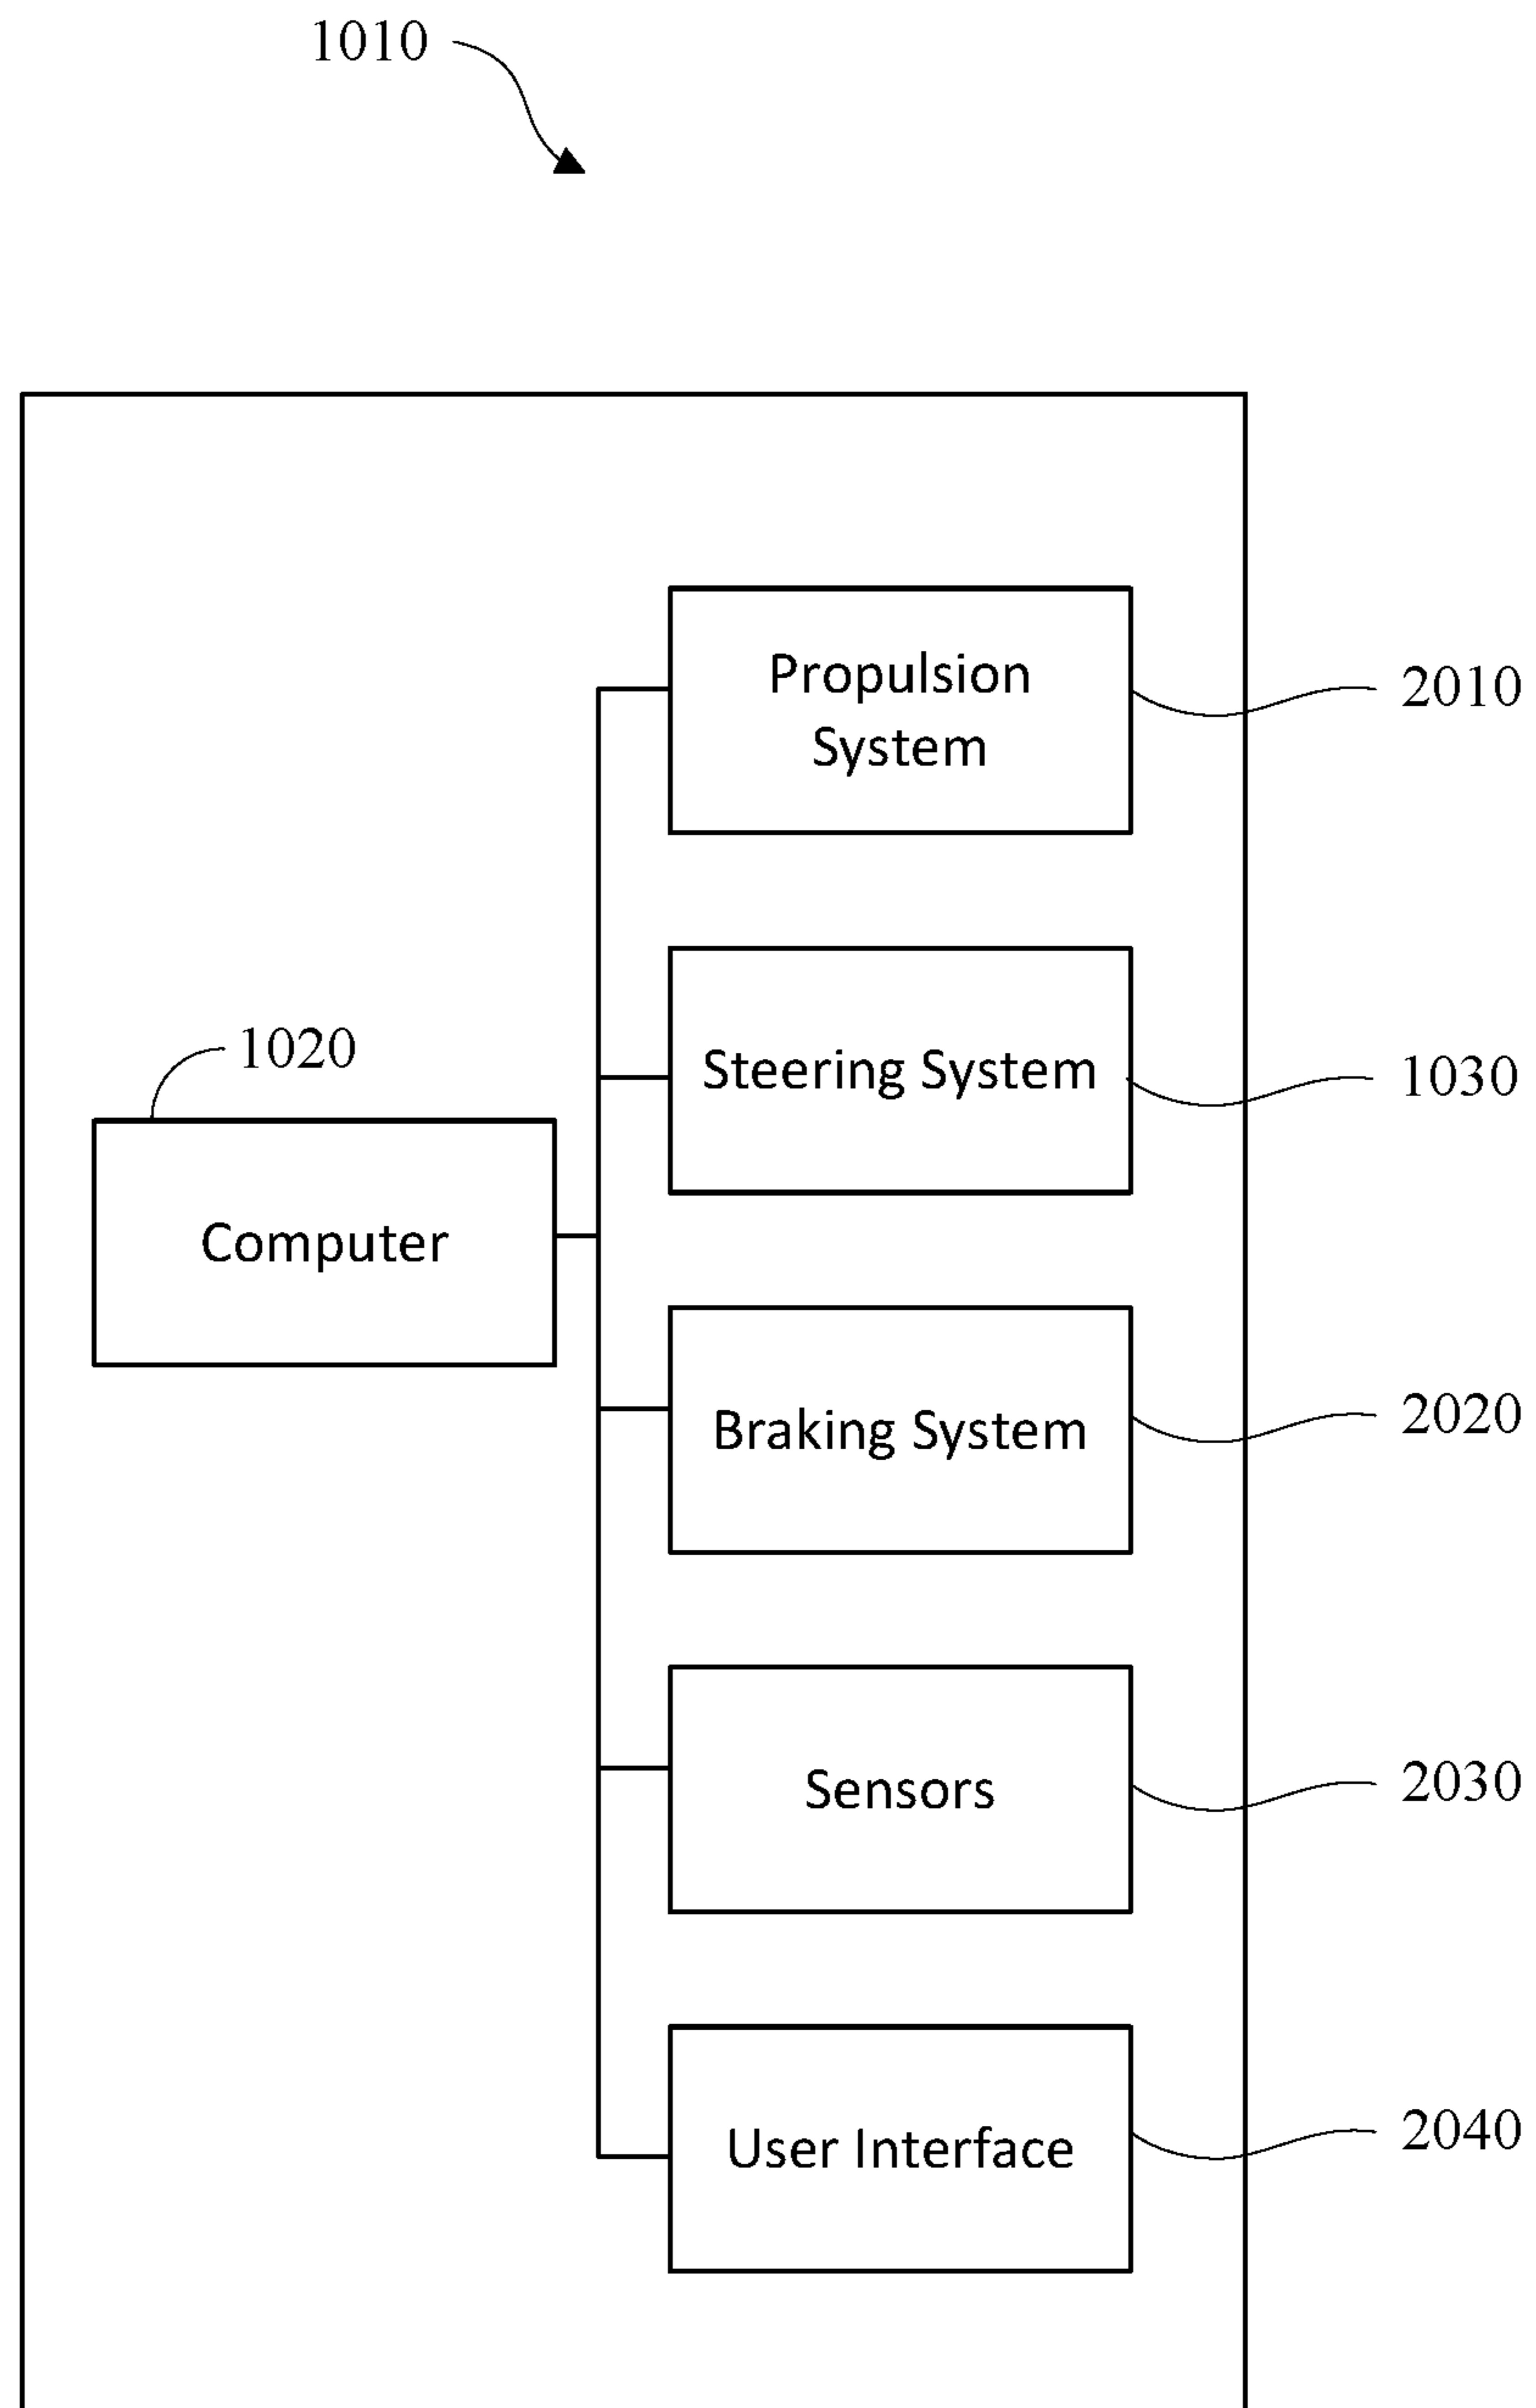 1010
Propulsion
System
2010
1020
Steering System
1030
Computer
Braking System
2020
Sensors
2030
User Interface
2040